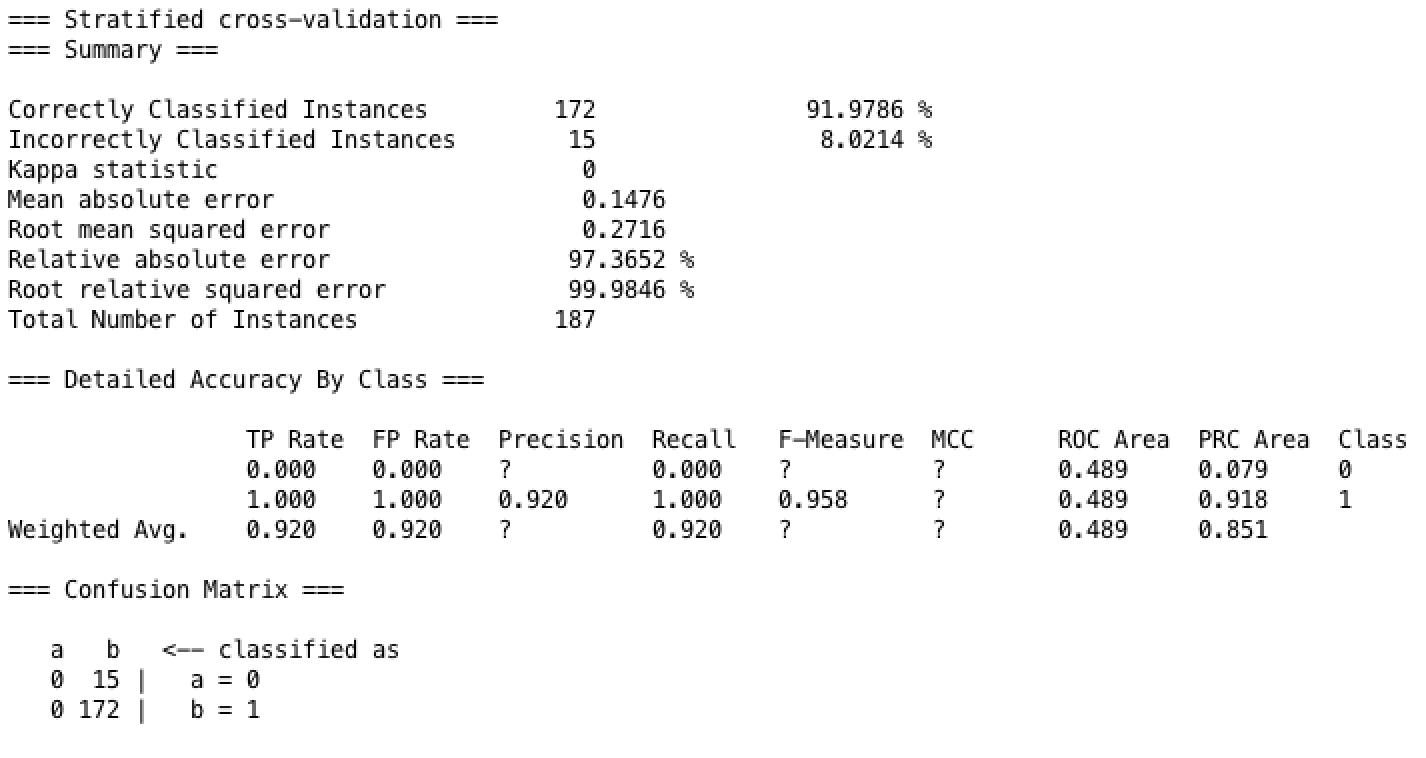 === Stratified cross-validation ===
=== Summary ===
Correctly Classified Instances 172 91.9786 %
Incorrectly Classified Instances 15 8.0214 %
Kappa statistic 0
Mean absolute error 0.1476
Root mean squared error 0.2716
Relative absolute error 97.3652 %
Root relative squared error 99.9846 %
Total Number of Instances 187
=== Detailed Accuracy By Class ===
TP Rate FP Rate Precision Recall F-Measure MCC ROC Area PRC Area Class
0.000 0.000 ? 0.000 ? ? 0.489 0.079 0
1.000 1.000 0.920 1.000 0.958 ? 0.489 0.918 1
Weighted Avg. 0.920 0.920 ? 0.920 ? ? 0.489 0.851
=== Confusion Matrix ===
a b <-- classified as
0 15 | a = 0
0 172 | b = 1